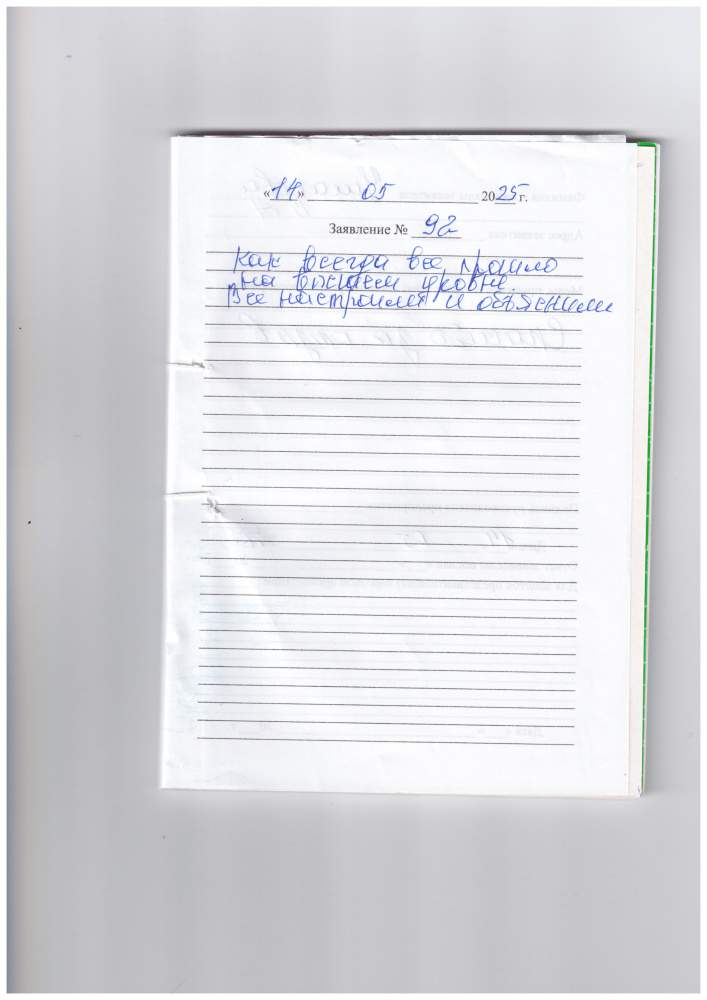 «14» 05 2025 г.
Заявление № 92
Как всегда все прошло
на высшем уровне.
Все настроили и объяснили